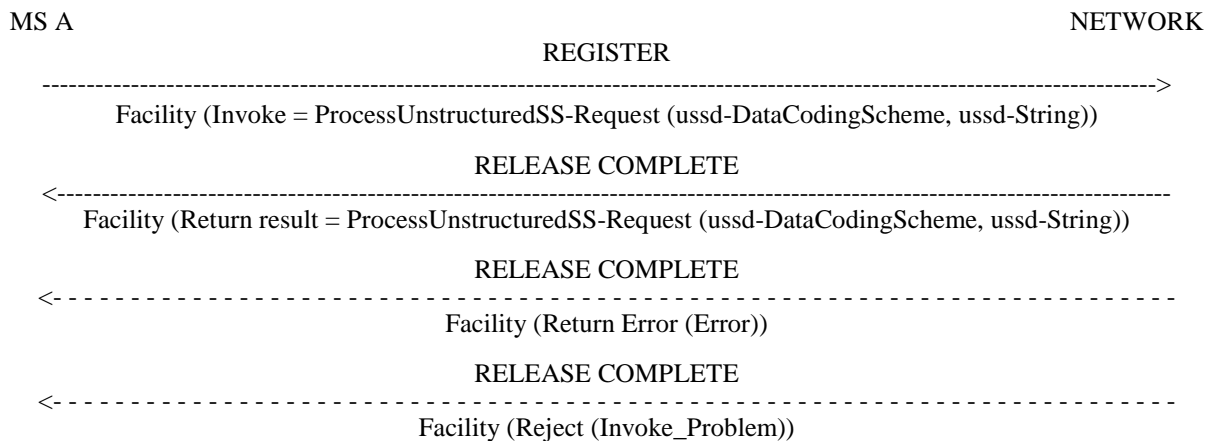 MS A NETWORK
REGISTER
------------------------------------------------------------------------------------------------------------------------>
Facility (Invoke = ProcessUnstructuredSS-Request (ussd-DataCodingScheme, ussd-String))
RELEASE COMPLETE
<------------------------------------------------------------------------------------------------------------------------
Facility (Return result = ProcessUnstructuredSS-Request (ussd-DataCodingScheme, ussd-String))
RELEASE COMPLETE
<- - - - - - - - - - - - - - - - - - - - - - - - - - - - - - - - - - - - - - - - - - - - - - - - - - - - - - - - - - - - - - - - - - - - - -
Facility (Return Error (Error))
RELEASE COMPLETE
<- - - - - - - - - - - - - - - - - - - - - - - - - - - - - - - - - - - - - - - - - - - - - - - - - - - - - - - - - - - - - - - - - - - - - -
Facility (Reject (Invoke_Problem))